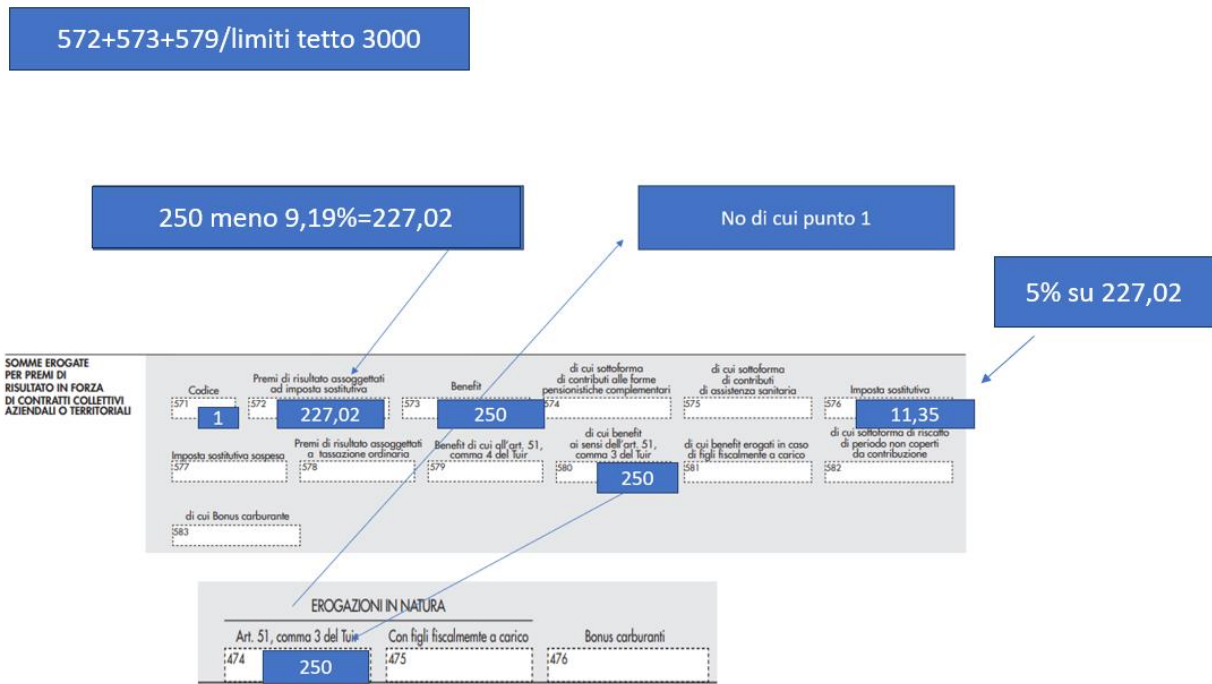 572+573+579/limiti tetto 3000
250 meno 9,19%=227,02
No di cui punto 1
5% su 227,02
SOMME EROGATE
PER PREMI DI
RISULTATO IN FORZA
DI CONTRATTI COLLETTIVI
AZIENDALI O TERRITORIALI
Codice
571
1
Premi di risultato assoggettati
ad imposta sostitutiva
572
227,02
Benefit
573
250
di cui sottoforma
di contributi alle forme
pensionistiche complementari
574
di cui sottoforma
di contributi
di assistenza sanitaria
575
Imposta sostitutiva
576
11,35
Imposta sostitutiva sospesa
577
Premi di risultato assoggettati
a tassazione ordinaria
578
Benefit di cui all'art. 51,
comma 4 del Tuir
579
di cui benefit
ai sensi dell'art. 51,
comma 3 del Tuir
580
250
di cui benefit erogati in caso
di figli fiscalmente a carico
581
di cui sottoforma di riscatto
di periodo non coperti
da contribuzione
582
di cui Bonus carburante
583
EROGAZIONI IN NATURA
Art. 51, comma 3 del Tuir
474
250
Con figli fiscalmemte a carico
475
Bonus carburanti
476